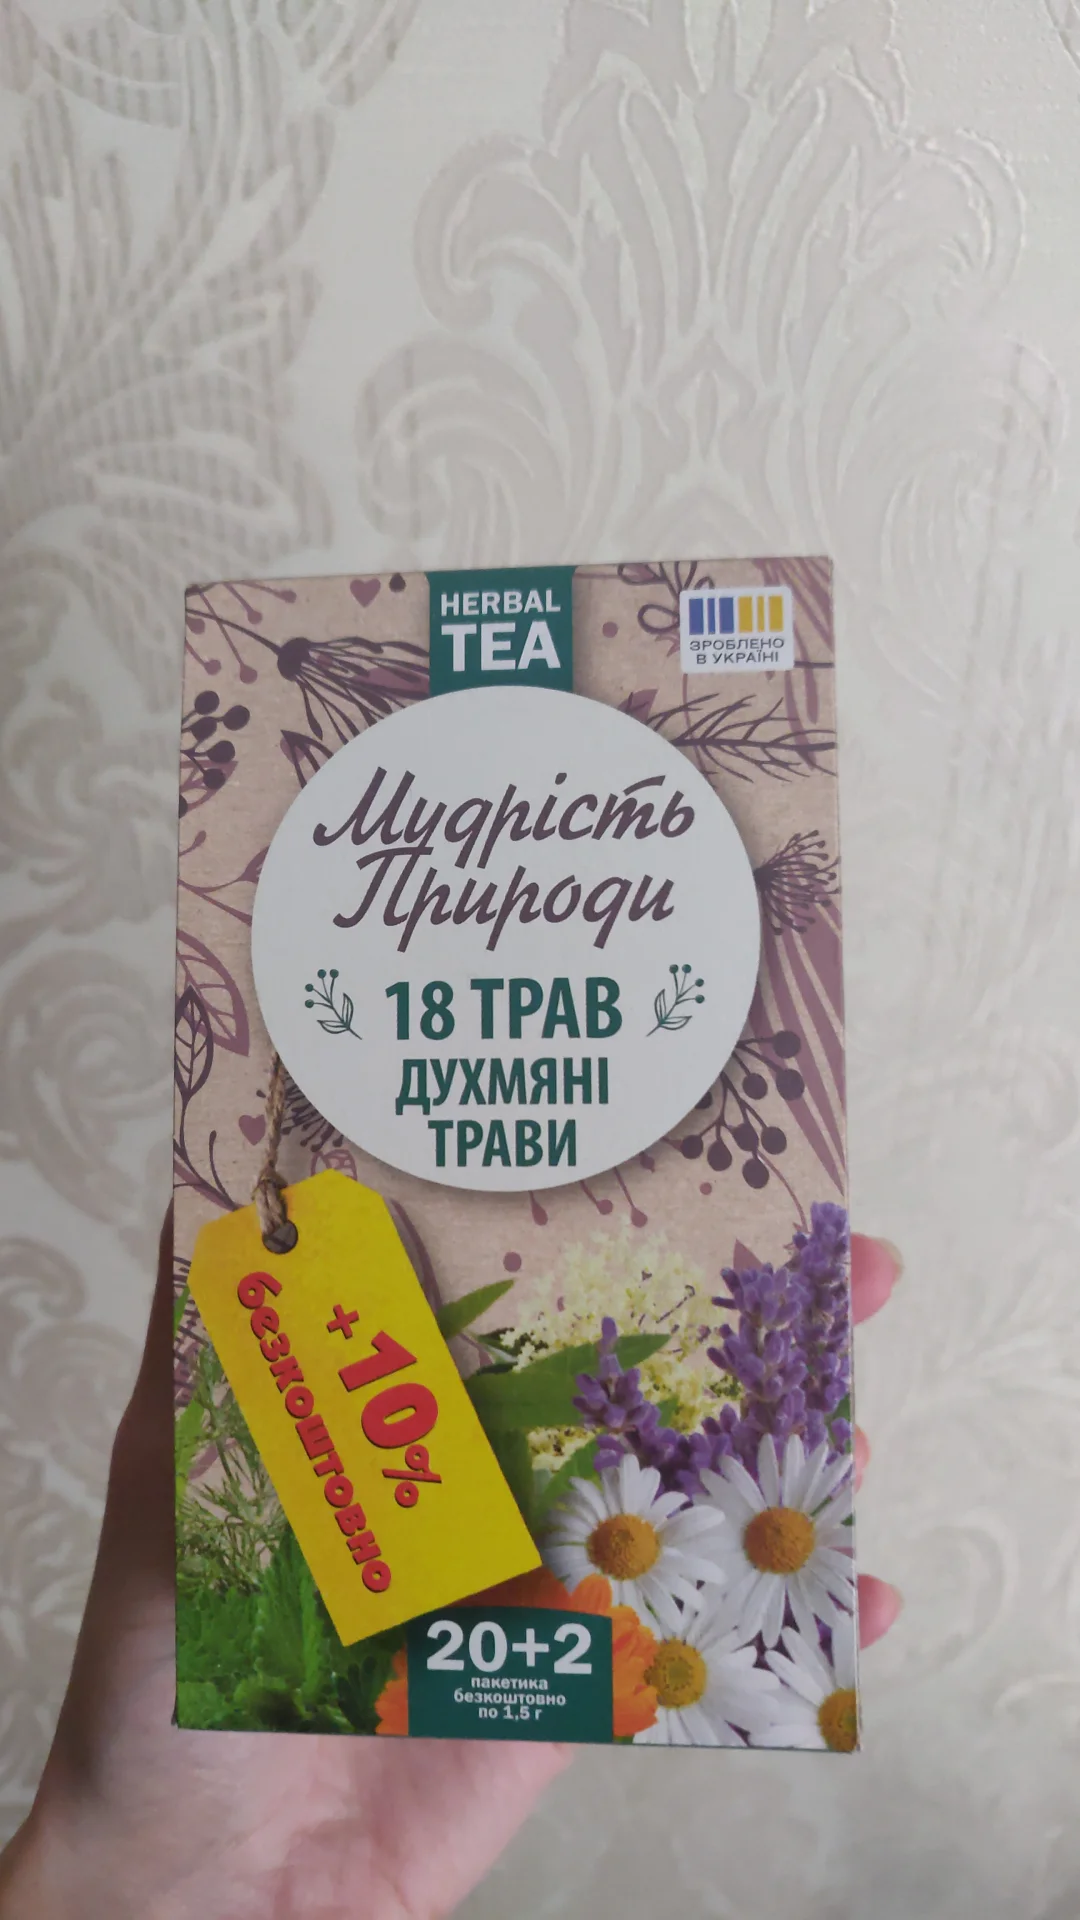 HERBAL
TEA
ЗРОБЛЕНО
В УКРАЇНІ
Мудрість
Природи
18 ТРАВ
ДУХМЯНІ
ТРАВИ
+10%
безкоштовно
20+2
пакетика
безкоштовно
по 1,5 г